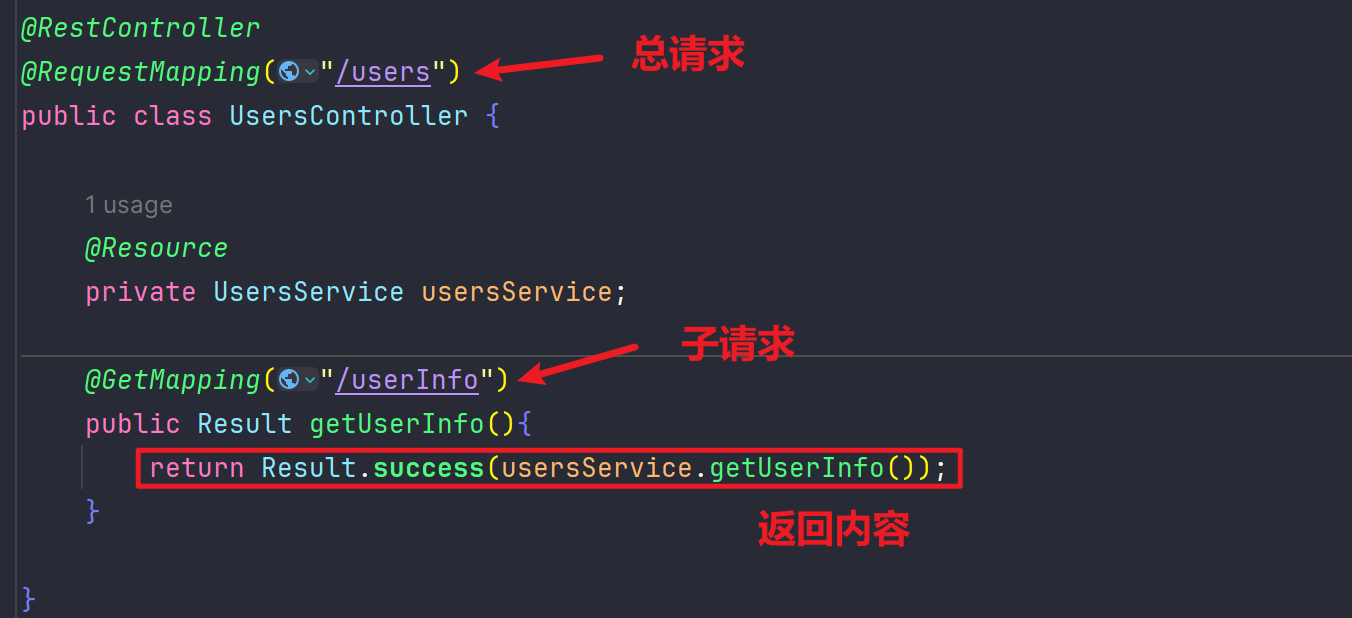 @RestController
@RequestMapping("/users") 总请求
public class UsersController {
1 usage
@Resource
private UsersService usersService;
子请求
@GetMapping("/userInfo")
public Result getUserInfo(){
return Result.success(usersService.getUserInfo());
}
返回内容
}